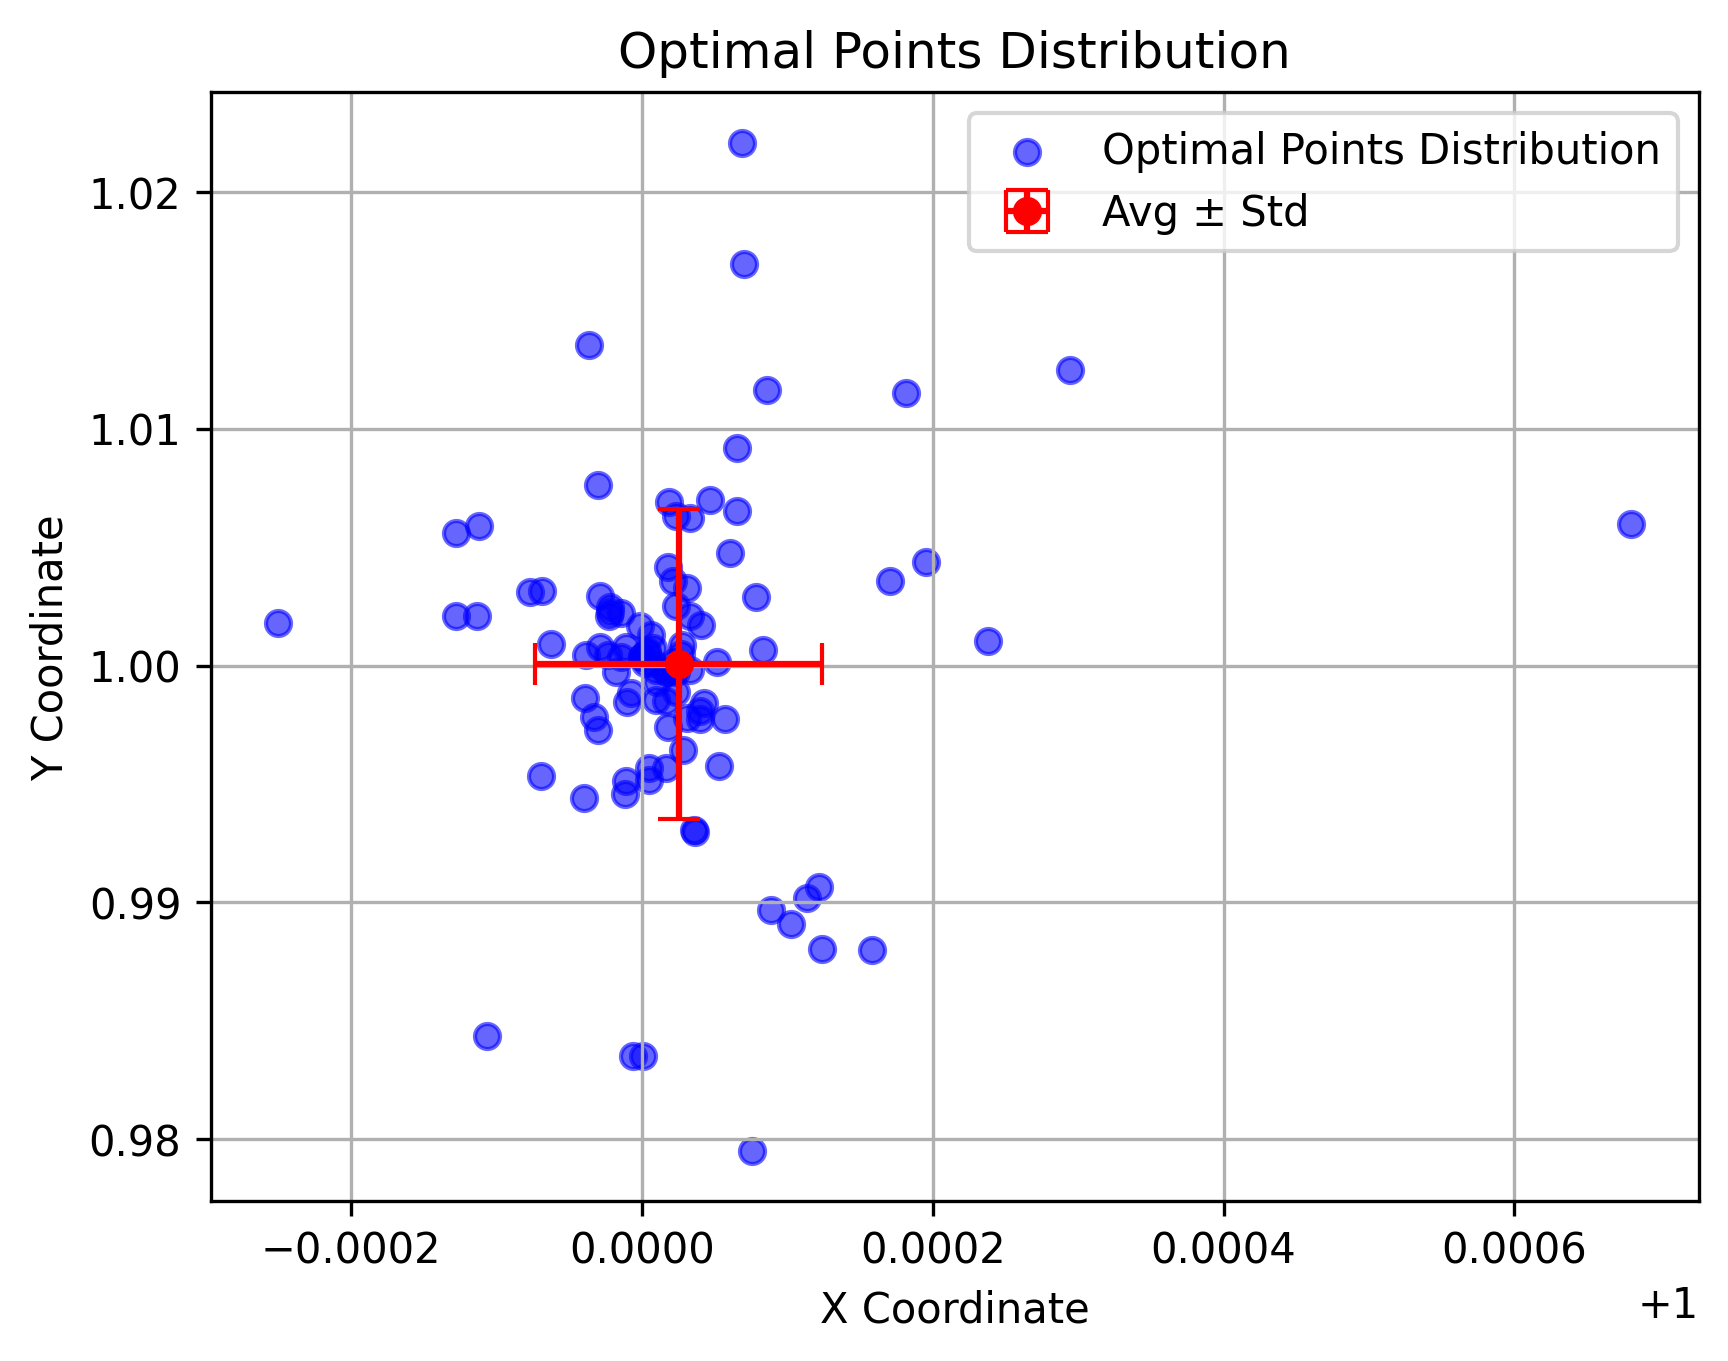 Optimal Points Distribution
Optimal Points Distribution
Avg ± Std
1.02
1.01
1.00
0.99
0.98
Y Coordinate
−0.0002
0.0000
0.0002
0.0004
0.0006
X Coordinate
+1